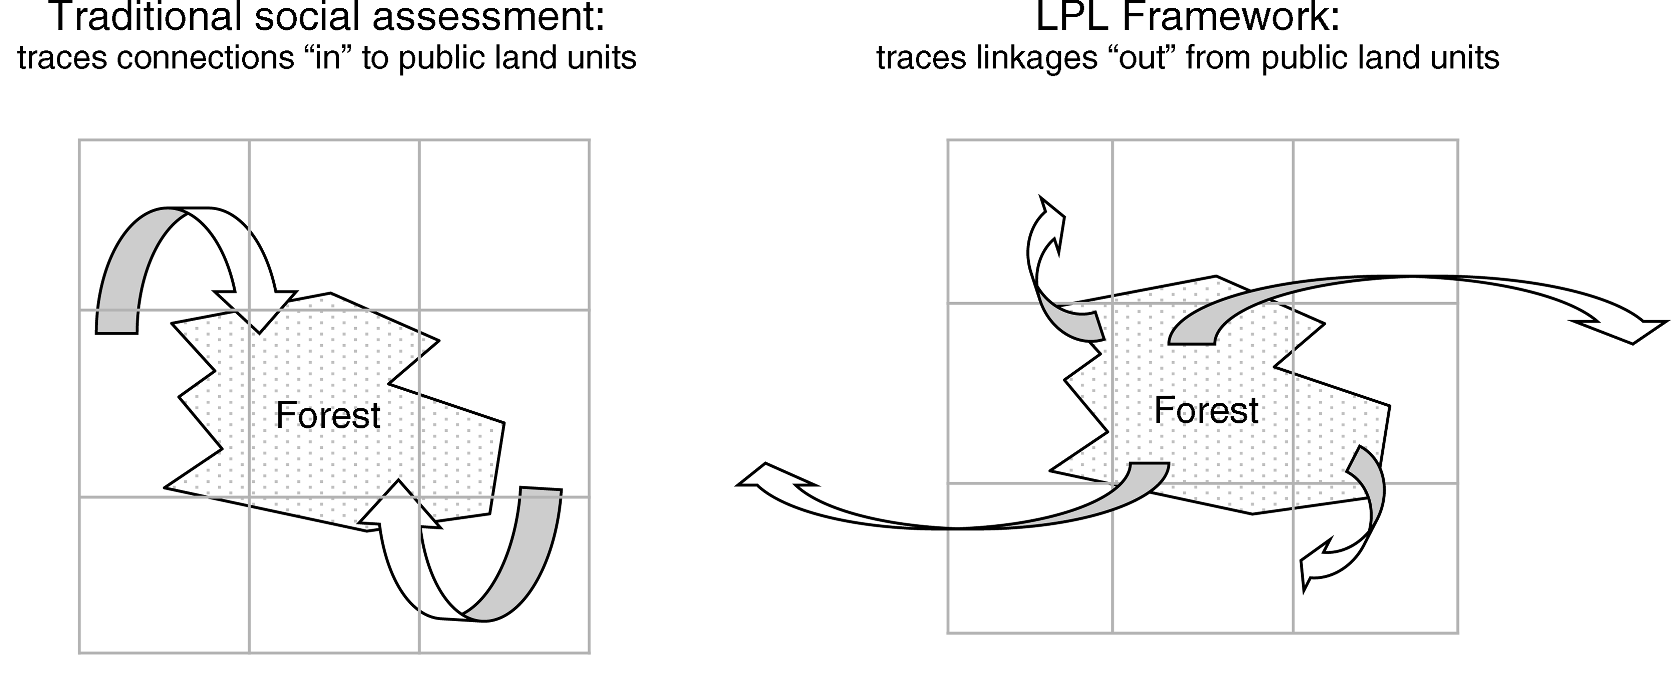 Traditional social assessment:
traces connections “in” to public land units
LPL Framework:
traces linkages “out” from public land units
Forest
Forest